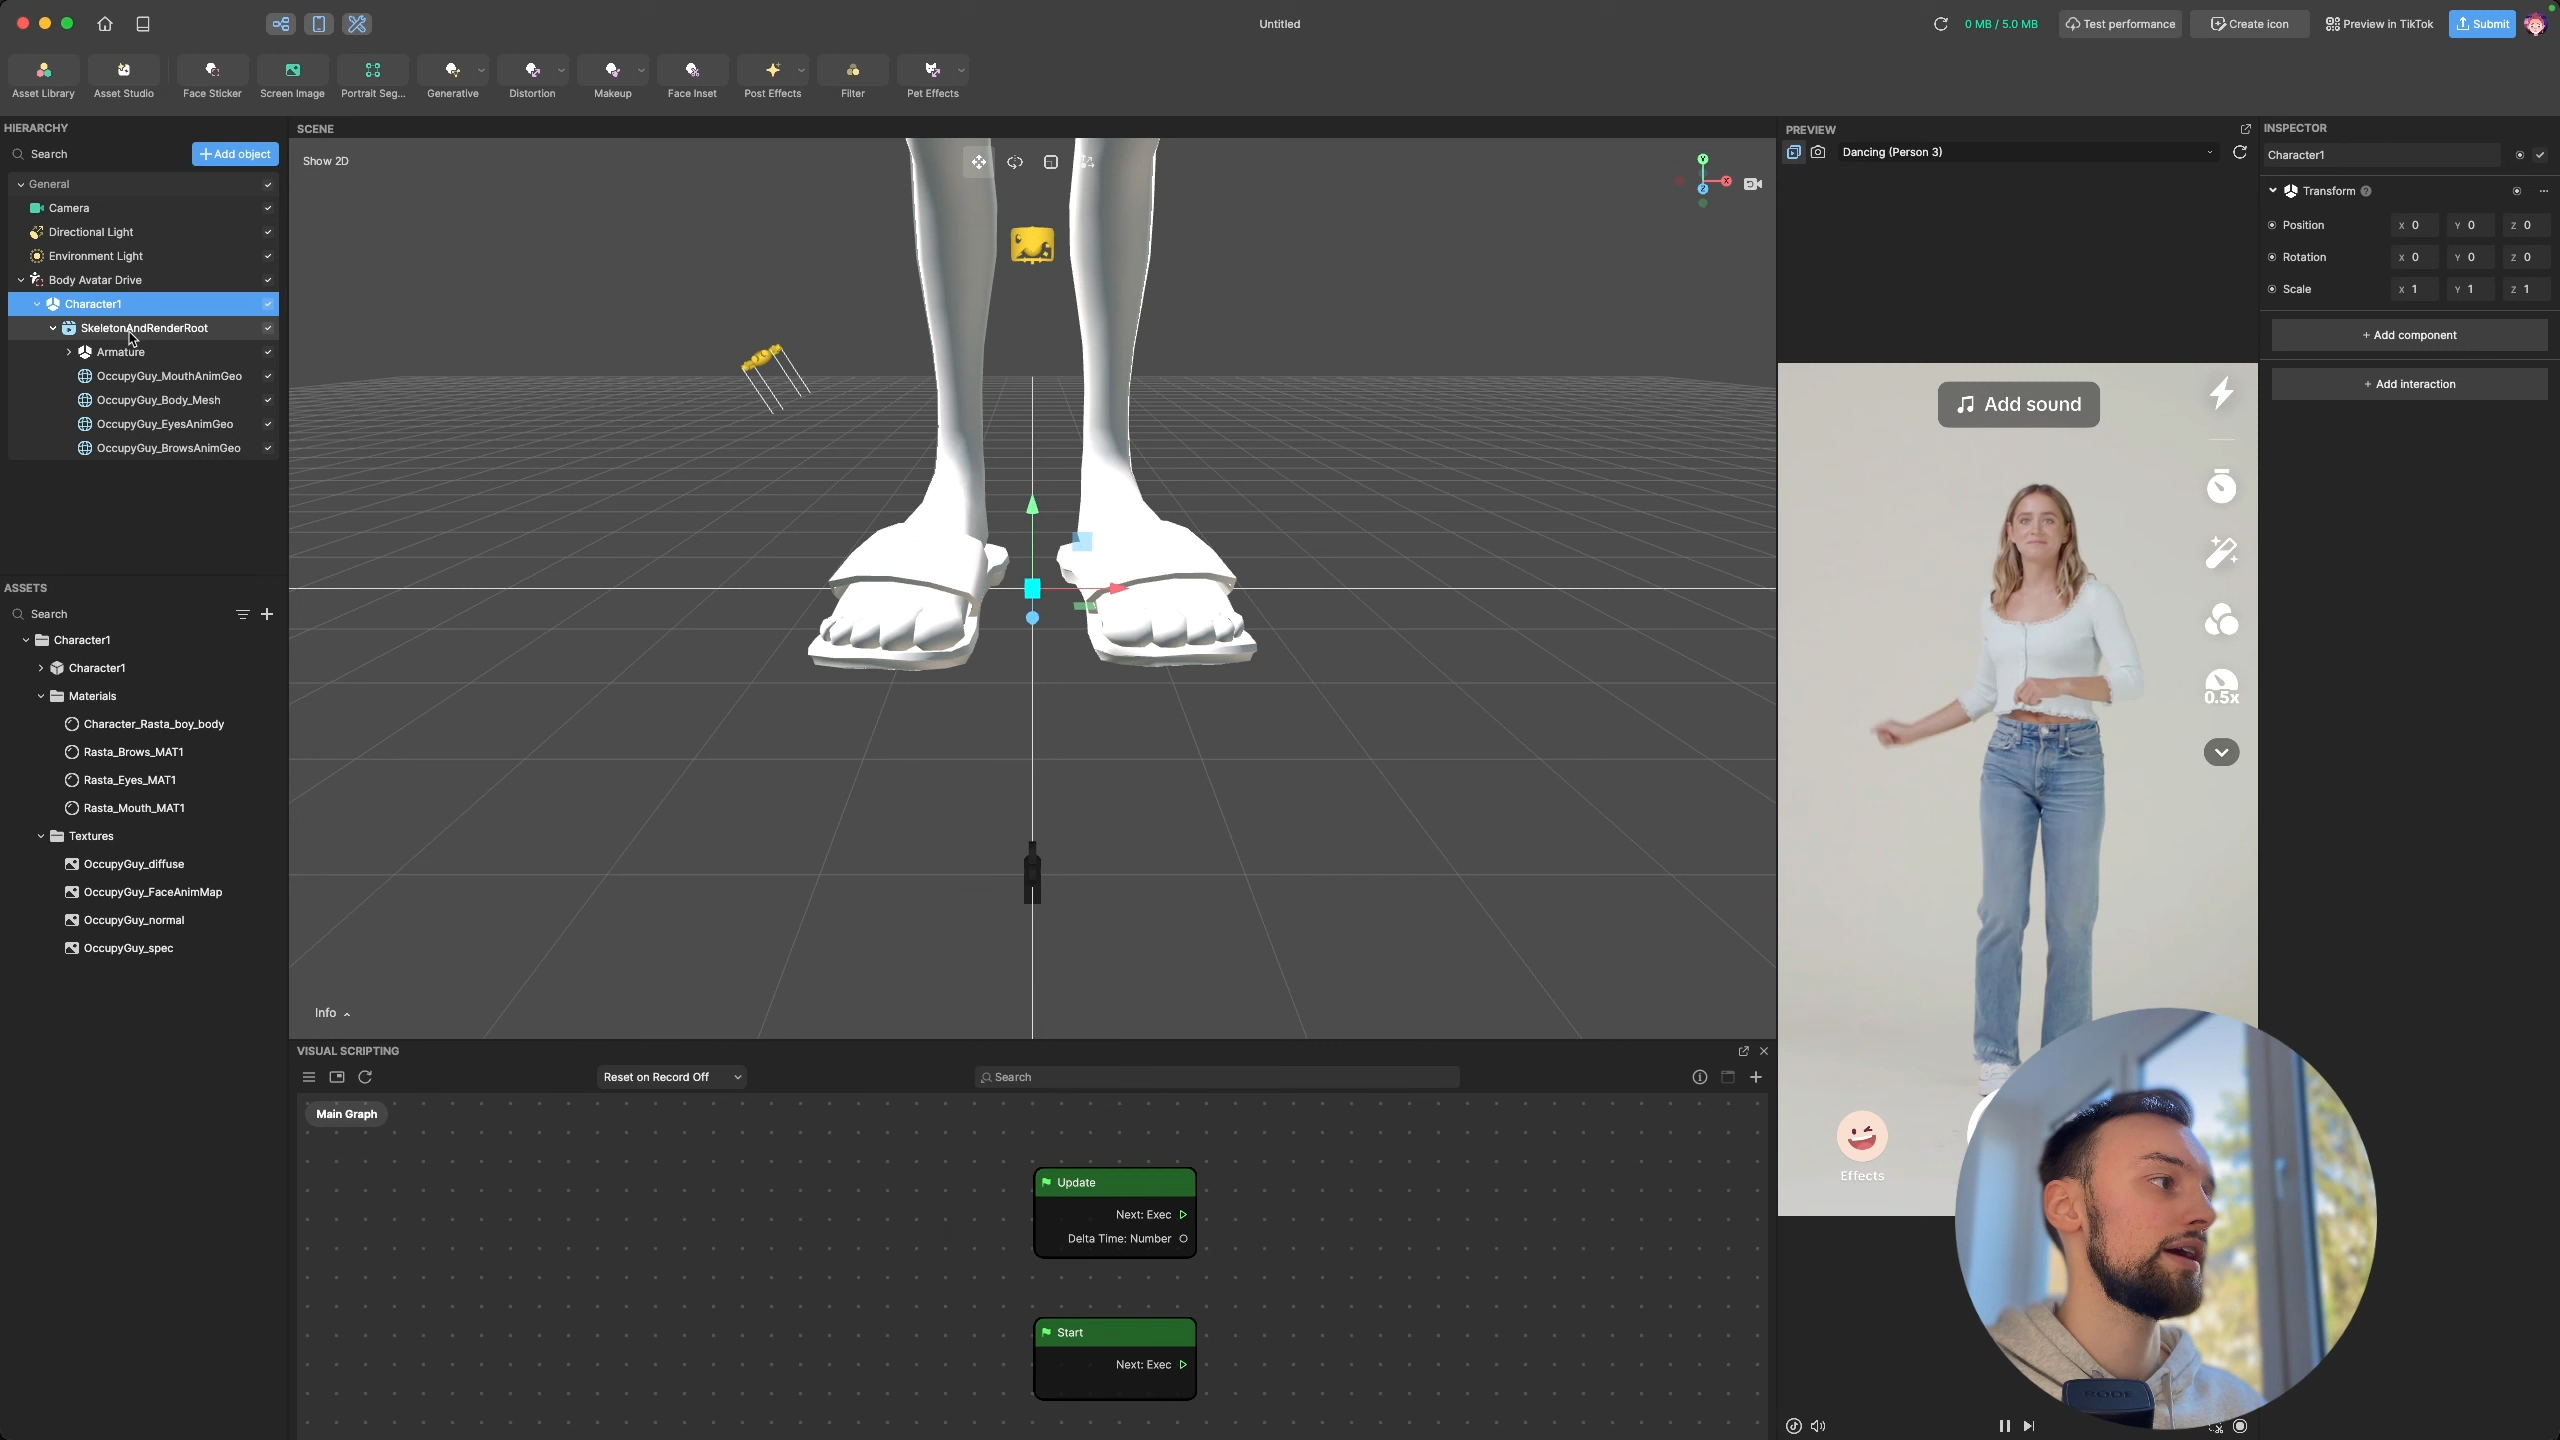 Untitled
0 MB / 5.0 MB
Test performance
Create icon
Preview in TikTok
Submit
Asset Library
Asset Studio
Face Sticker
Screen Image
Portrait Seg...
Generative
Distortion
Makeup
Face Inset
Post Effects
Filter
Pet Effects
HIERARCHY
Search
Add object
General
Camera
Directional Light
Environment Light
Body Avatar Drive
Character1
SkeletonAndRenderRoot
Armature
OccupyGuy_MouthAnimGeo
OccupyGuy_Body_Mesh
OccupyGuy_EyesAnimGeo
OccupyGuy_BrowsAnimGeo
ASSETS
Search
Character1
Character1
Materials
Character_Rasta_boy_body
Rasta_Brows_MAT1
Rasta_Eyes_MAT1
Rasta_Mouth_MAT1
Textures
OccupyGuy_diffuse
OccupyGuy_FaceAnimMap
OccupyGuy_normal
OccupyGuy_spec
SCENE
Show 2D
Y
X
Z
Info
VISUAL SCRIPTING
Reset on Record Off
Search
Main Graph
Update
Next: Exec
Delta Time: Number
Start
Next: Exec
PREVIEW
Dancing (Person 3)
Add sound
0.5x
Effects
RODE
INSPECTOR
Character1
Transform ?
Position X 0 Y 0 Z 0
Rotation X 0 Y 0 Z 0
Scale X 1 Y 1 Z 1
+ Add component
+ Add interaction